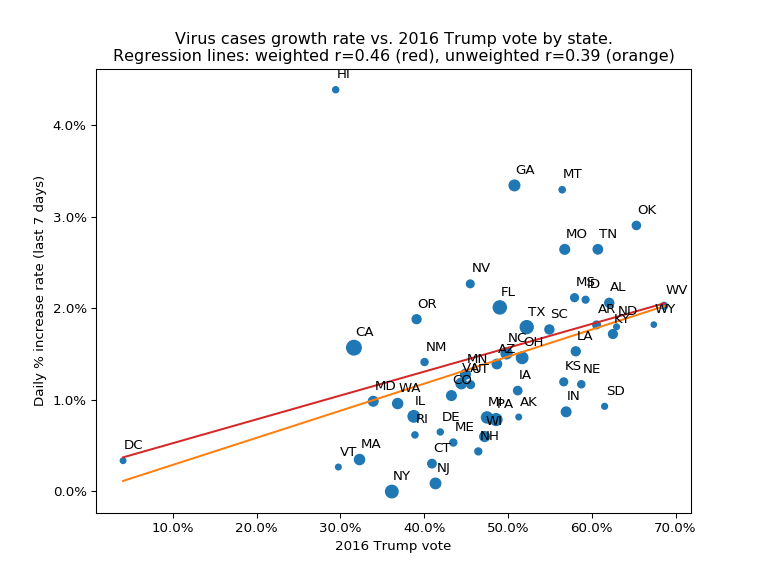 Virus cases growth rate vs. 2016 Trump vote by state.
Regression lines: weighted r=0.46 (red), unweighted r=0.39 (orange)
Daily % increase rate (last 7 days)
4.0%
3.0%
2.0%
1.0%
0.0%
HI
GA
MT
OK
MO
TN
NV
MS
ID
AL
WV
FL
OR
TX
SC
AR
ND
WY
KY
CA
NC
OH
LA
NM
MN
AZ
VA
UT
KS
NE
CO
IA
MD
WA
IL
MI
PA
AK
IN
SD
RI
DE
ME
WI
NH
DC
VT
MA
CT
NY
NJ
10.0%
20.0%
30.0%
40.0%
50.0%
60.0%
70.0%
2016 Trump vote